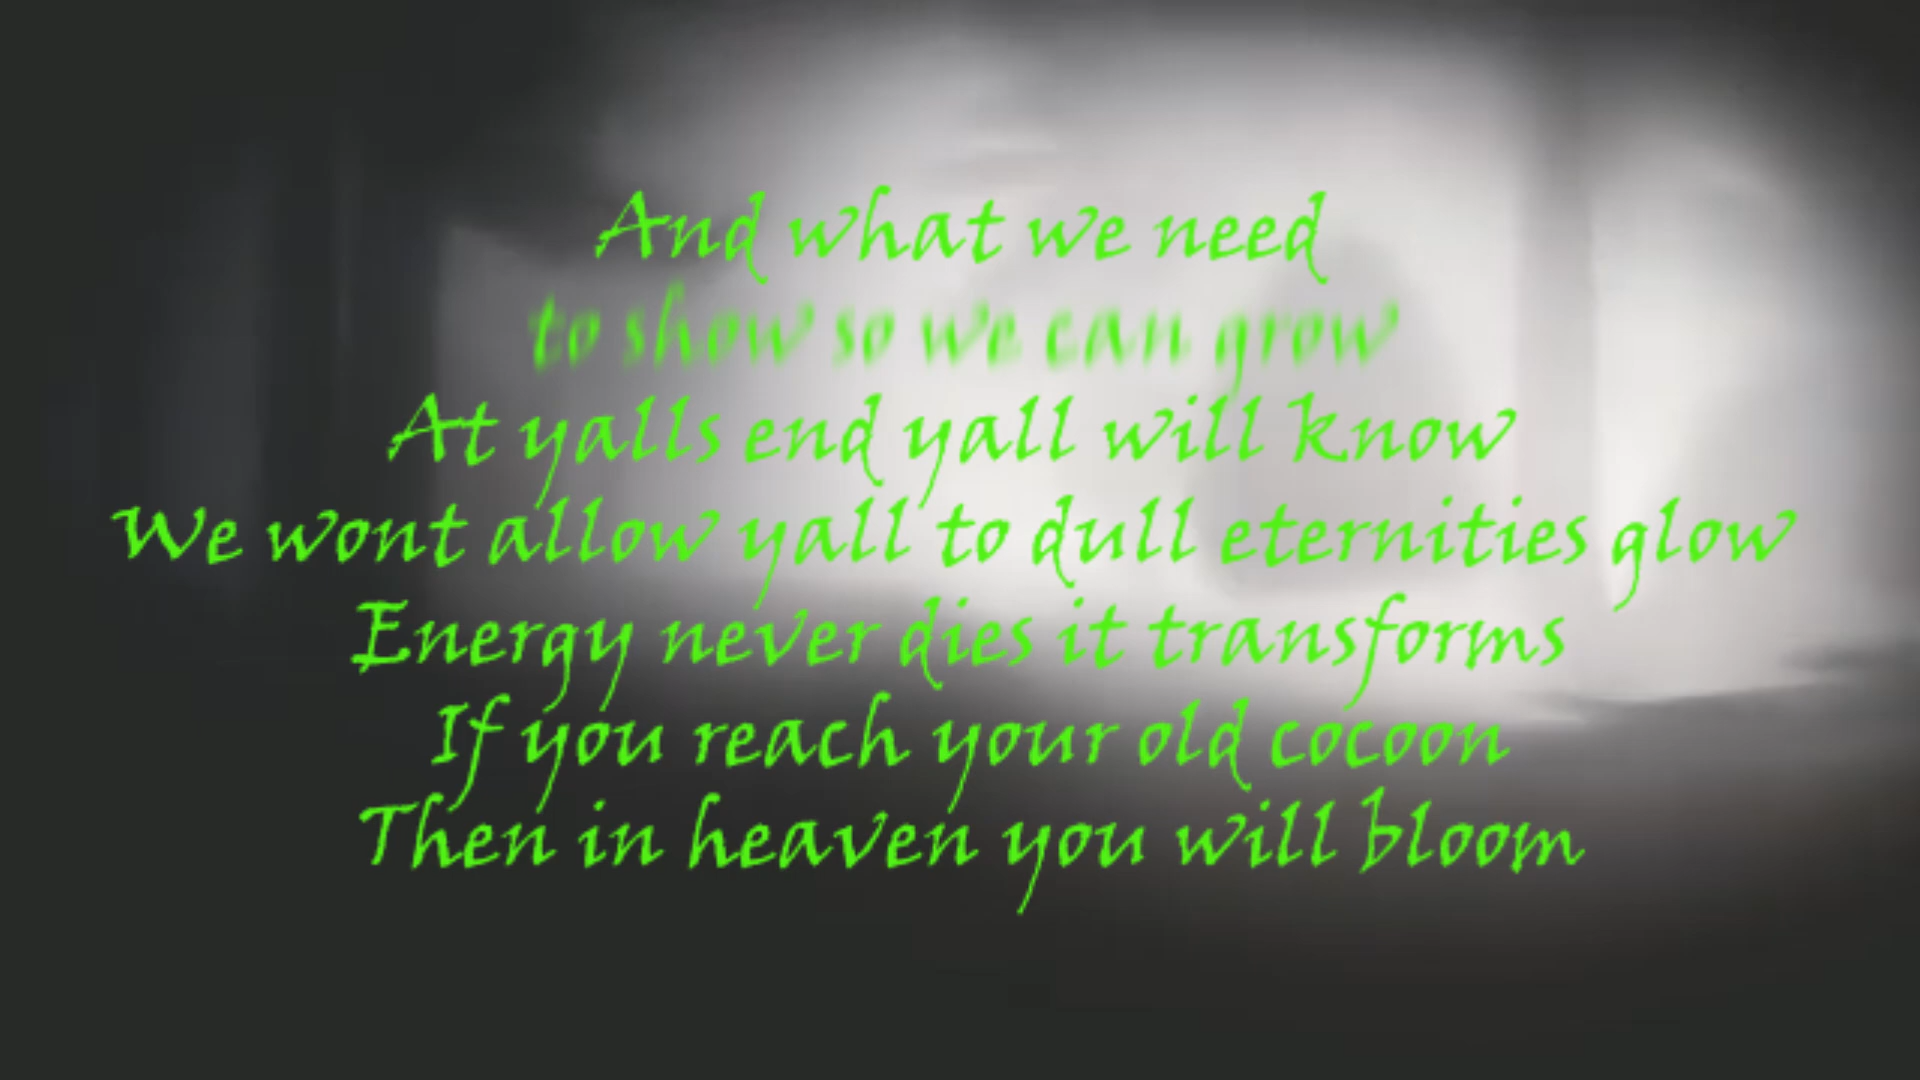 And what we need
to show so we can grow
At yalls end yall will know
We wont allow yall to dull eternities glow
Energy never dies it transforms
If you reach your old cocoon
Then in heaven you will bloom